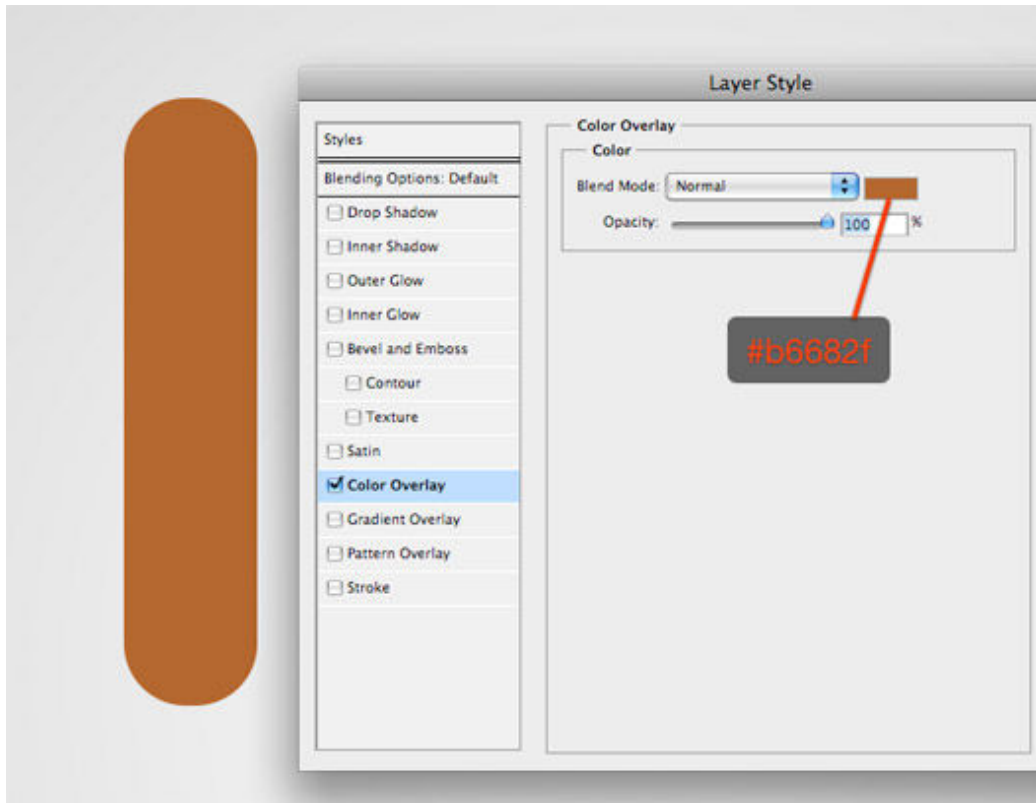 Layer Style
Styles
Blending Options: Default
Drop Shadow
Inner Shadow
Outer Glow
Inner Glow
Bevel and Emboss
Contour
Texture
Satin
Color Overlay
Gradient Overlay
Pattern Overlay
Stroke
Color Overlay
Color
Blend Mode: Normal
Opacity: 100 %
#b6682f